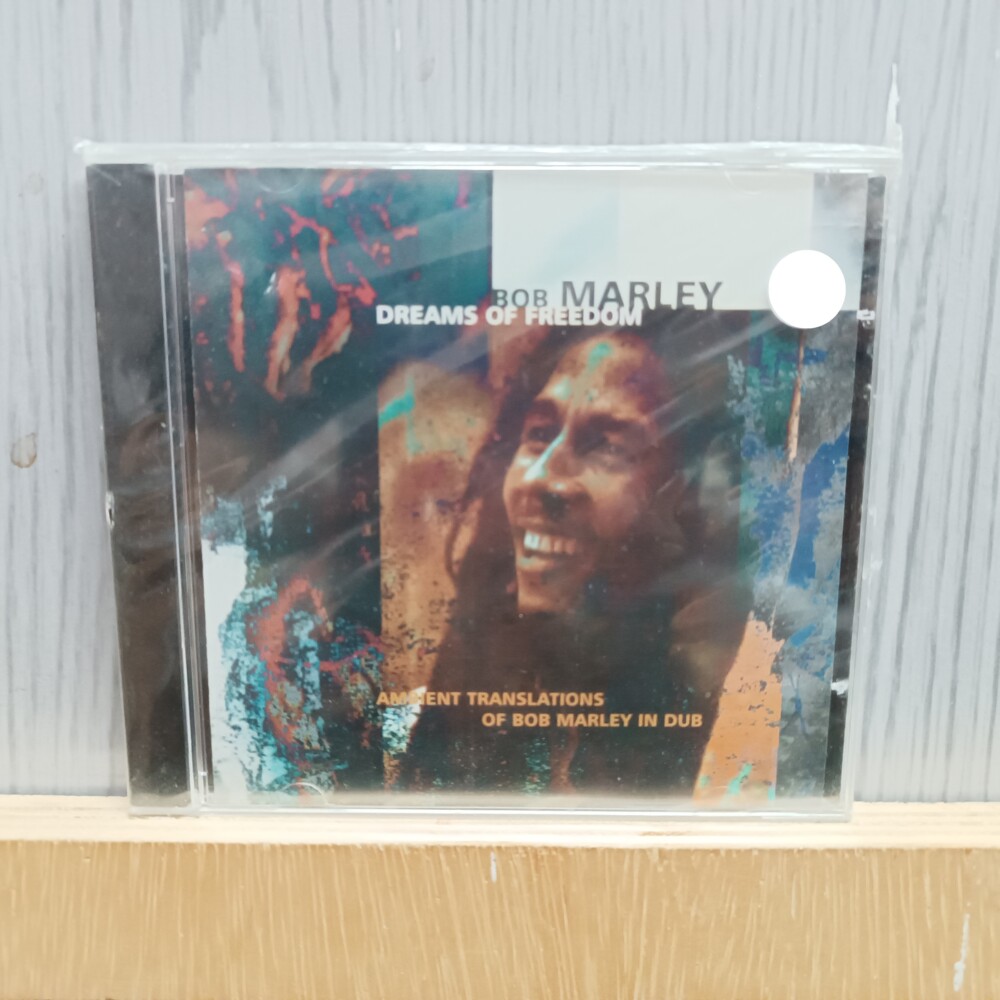 BOB MARLEY
DREAMS OF FREEDOM
AMBIENT TRANSLATIONS
OF BOB MARLEY IN DUB